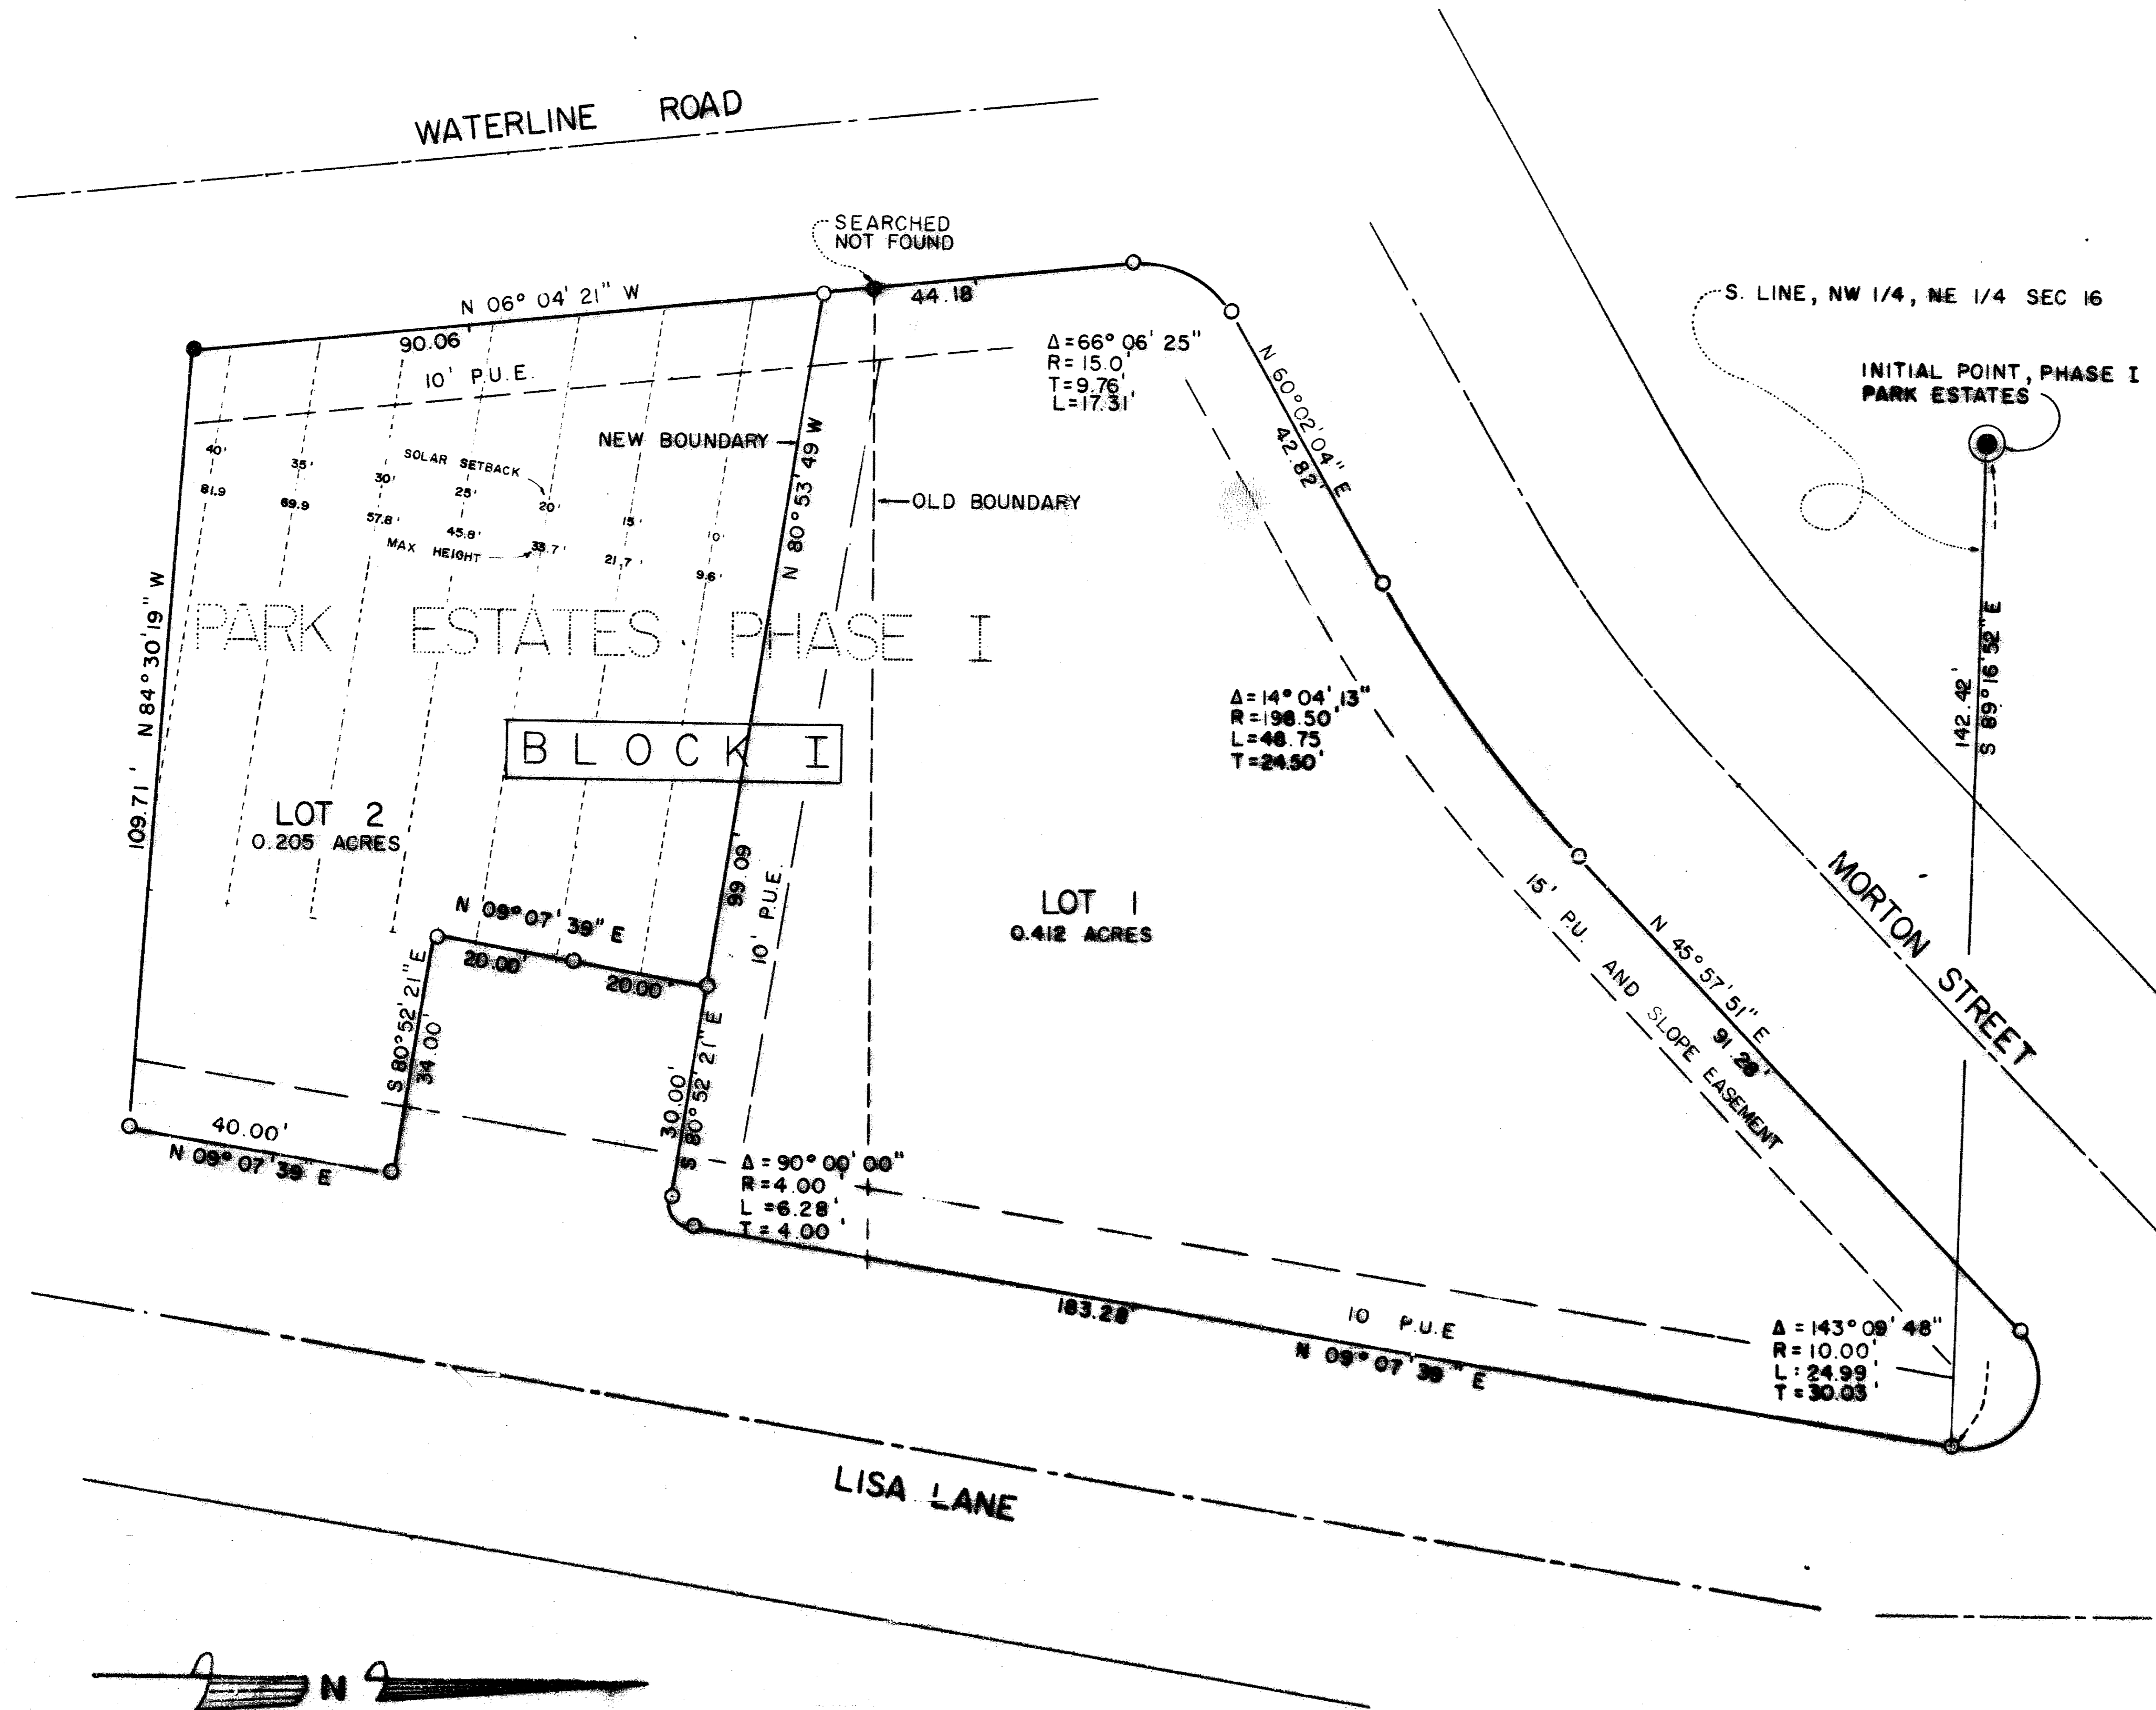 WATERLINE ROAD
SEARCHED
NOT FOUND
N 06° 04' 21" W
90.06'
44.18'
10' P.U.E.
Δ=66° 06' 25"
R=15.0'
T=9.76'
L=17.31'
N 60°02'04" E
42.82'
S. LINE, NW 1/4, NE 1/4 SEC 16
INITIAL POINT, PHASE I
PARK ESTATES
NEW BOUNDARY
OLD BOUNDARY
N 80°53'49 W
99.09'
SOLAR SETBACK
40' 35' 30' 25' 20' 15'
81.9 69.9 57.8' 45.8' 33.7' 21.7' 9.6'
MAX HEIGHT
N 84°30'19" W
109.71'
PARK ESTATES PHASE I
BLOCK I
142.42'
S 89°16'52" E
Δ=14°04'13"
R=198.50'
L=48.75
T=24.50'
LOT 2
0.205 ACRES
LOT 1
0.412 ACRES
10' P.U.E.
N 09°07'39" E
20.00'
20.00'
S 80°52'21" E
34.00'
30.00'
S 80°52'21" E
15' P.U. AND SLOPE EASEMENT
N 45°57'51" E
91.28'
MORTON STREET
40.00'
N 09°07'39" E
Δ=90°00'00"
R=4.00'
L=6.28'
T=4.00'
183.28'
10 P.U.E
N 09°07'39" E
Δ=143°09'48"
R=10.00'
L=24.99'
T=30.03'
LISA LANE
N